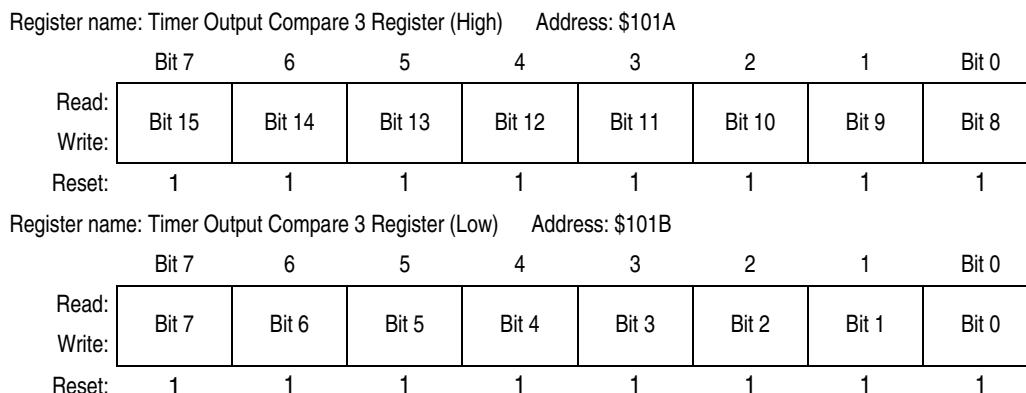 Register name: Timer Output Compare 3 Register (High) Address: $101A
Bit 7 6 5 4 3 2 1 Bit 0
Read:
Bit 15 Bit 14 Bit 13 Bit 12 Bit 11 Bit 10 Bit 9 Bit 8
Write:
Reset: 1 1 1 1 1 1 1 1
Register name: Timer Output Compare 3 Register (Low) Address: $101B
Bit 7 6 5 4 3 2 1 Bit 0
Read:
Bit 7 Bit 6 Bit 5 Bit 4 Bit 3 Bit 2 Bit 1 Bit 0
Write:
Reset: 1 1 1 1 1 1 1 1